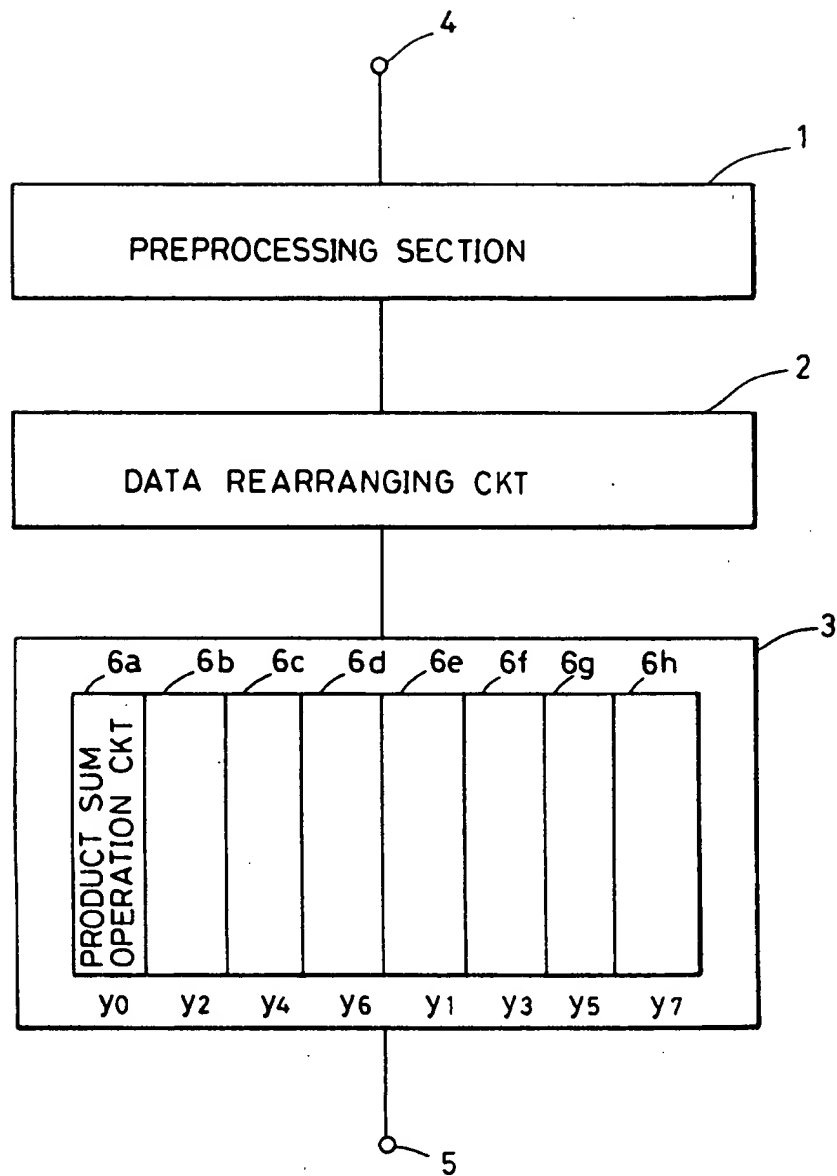 4
1
PREPROCESSING SECTION
2
DATA REARRANGING CKT
3
6a 6b 6c 6d 6e 6f 6g 6h
PRODUCT SUM
OPERATION CKT
y0 y2 y4 y6 y1 y3 y5 y7
5